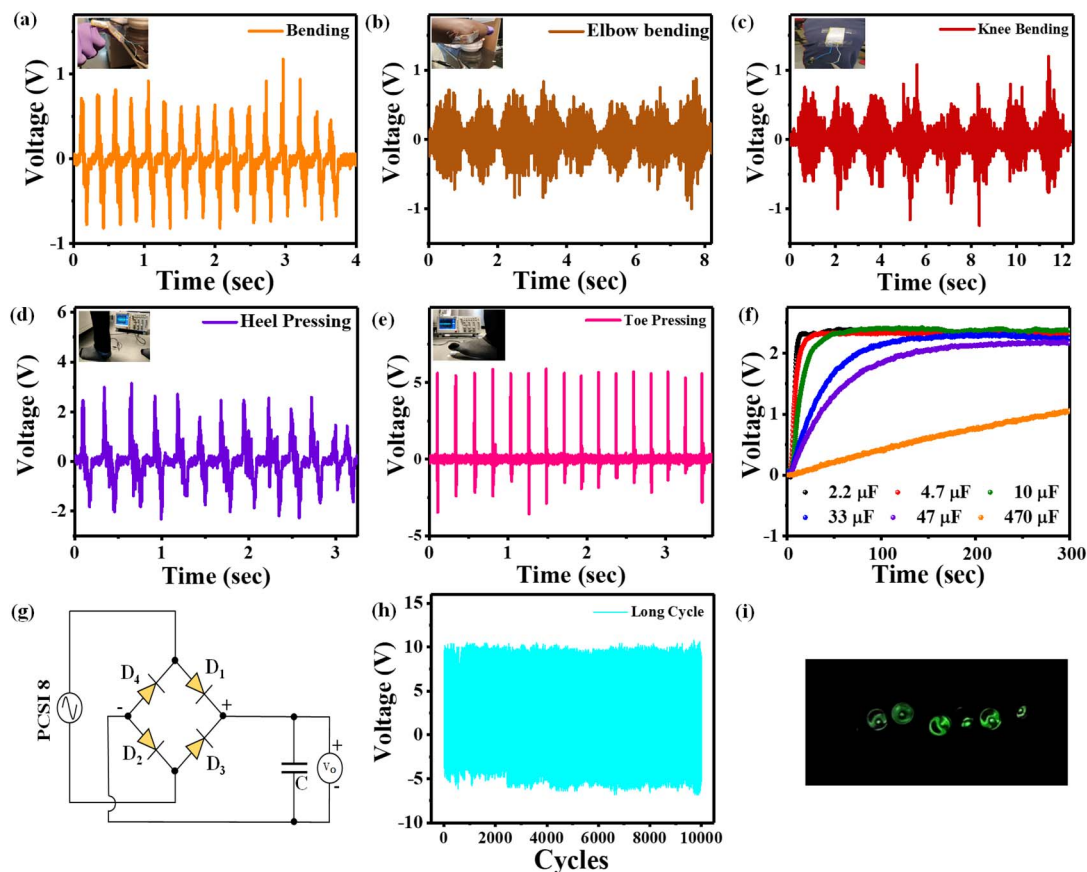 (a)
Bending
Voltage (V)
1
0
-1
0 1 2 3 4
Time (sec)
(b)
Elbow bending
Voltage (V)
1
0
-1
0 2 4 6 8
Time (sec)
(c)
Knee Bending
Voltage (V)
1
0
-1
0 2 4 6 8 10 12
Time (sec)
(d)
Heel Pressing
Voltage (V)
6
4
2
0
-2
0 1 2 3
Time (sec)
(e)
Toe Pressing
Voltage (V)
5
0
-5
0 1 2 3
Time (sec)
(f)
Voltage (V)
2
1
0
-1
2.2 μF 4.7 μF 10 μF
33 μF 47 μF 470 μF
0 100 200 300
Time (sec)
(g)
PCSI 8
D4 D1
- +
D2 D3
C
+
Vo
-
(h)
Long Cycle
Voltage (V)
15
10
5
0
-5
-10
0 2000 4000 6000 8000 10000
Cycles
(i)